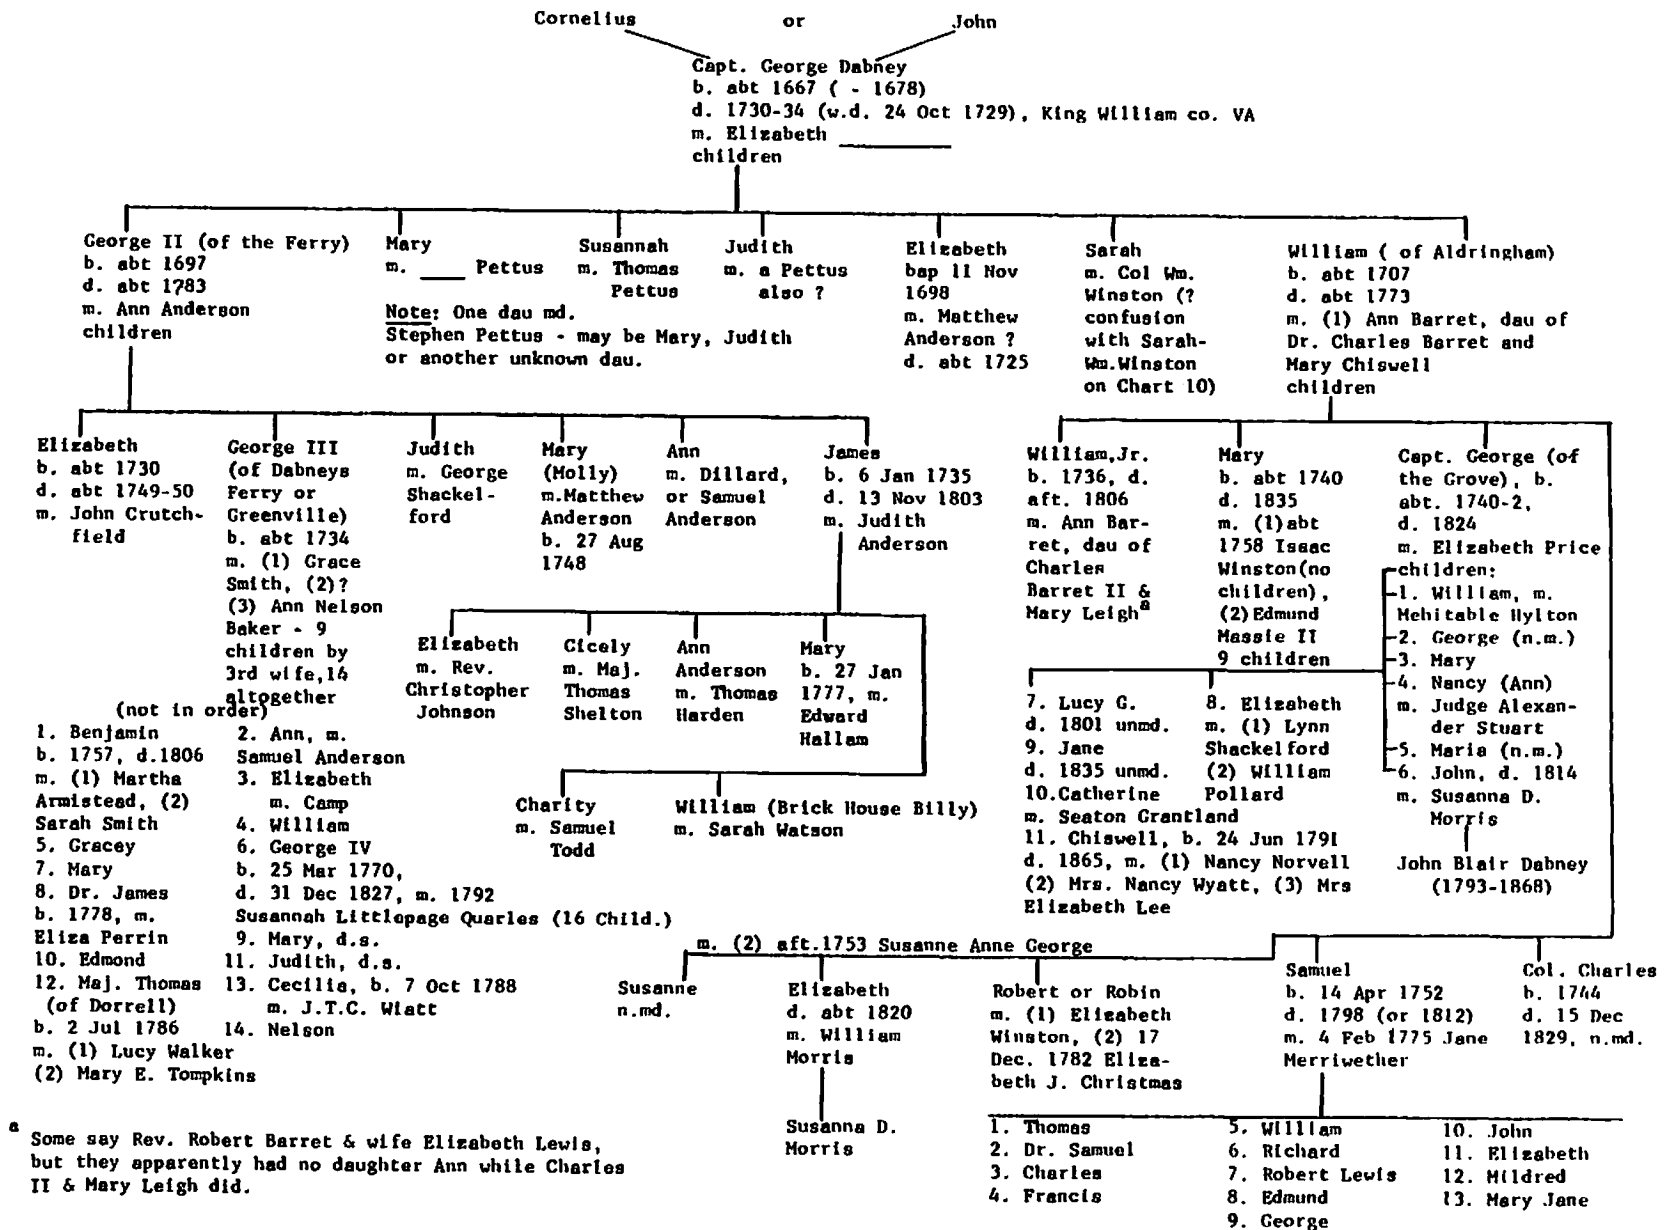 Cornelius or John
Capt. George Dabney
b. abt 1667 ( - 1678)
d. 1730-34 (w.d. 24 Oct 1729), King William co. VA
m. Elizabeth ________
children
George II (of the Ferry)
b. abt 1697
d. abt 1783
m. Ann Anderson
children
Mary
m. ___ Pettus
Susannah
m. Thomas
Pettus
Judith
m. a Pettus
also ?
Note: One dau md.
Stephen Pettus - may be Mary, Judith
or another unknown dau.
Elizabeth
bap 11 Nov
1698
m. Matthew
Anderson ?
d. abt 1725
Sarah
m. Col Wm.
Winston (?
confusion
with Sarah-
Wm.Winston
on Chart 10)
William ( of Aldringham)
b. abt 1707
d. abt 1773
m. (1) Ann Barret, dau of
Dr. Charles Barret and
Mary Chiswell
children
Elizabeth
b. abt 1730
d. abt 1749-50
m. John Crutch-
field
George III
(of Dabneys
Ferry or
Greenville)
b. abt 1734
m. (1) Grace
Smith, (2)?
(3) Ann Nelson
Baker - 9
children by
3rd wife,14
altogether
Judith
m. George
Shackel-
ford
Mary
(Molly)
m.Matthew
Anderson
b. 27 Aug
1748
Ann
m. Dillard,
or Samuel
Anderson
James
b. 6 Jan 1735
d. 13 Nov 1803
m. Judith
Anderson
William,Jr.
b. 1736, d.
aft. 1806
m. Ann Bar-
ret, dau of
Charles
Barret II &
Mary Leigh a
Mary
b. abt 1740
d. 1835
m. (1)abt
1758 Isaac
Winston(no
children),
(2)Edmund
Massie II
9 children
Capt. George (of
the Grove), b.
abt. 1740-2,
d. 1824
m. Elizabeth Price
children:
1. William, m.
Mehitable Hylton
2. George (n.m.)
3. Mary
4. Nancy (Ann)
m. Judge Alexan-
der Stuart
5. Maria (n.m.)
6. John, d. 1814
m. Susanna D.
Morris
John Blair Dabney
(1793-1868)
Elizabeth
m. Rev.
Christopher
Johnson
Cicely
m. Maj.
Thomas
Shelton
Ann
Anderson
m. Thomas
Harden
Mary
b. 27 Jan
1777, m.
Edward
Hallam
Charity
m. Samuel
Todd
William (Brick House Billy)
m. Sarah Watson
7. Lucy G.
d. 1801 unmd.
9. Jane
d. 1835 unmd.
10.Catherine
m. Seaton Grantland
8. Elizabeth
m. (1) Lynn
Shackelford
(2) William
Pollard
11. Chiswell, b. 24 Jun 1791
d. 1865, m. (1) Nancy Norvell
(2) Mrs. Nancy Wyatt, (3) Mrs
Elizabeth Lee
(not in order)
1. Benjamin
b. 1757, d.1806
m. (1) Martha
Armistead, (2)
Sarah Smith
2. Ann, m.
Samuel Anderson
3. Elizabeth
m. Camp
4. William
5. Gracey
6. George IV
b. 25 Mar 1770,
d. 31 Dec 1827, m. 1792
Susannah Littlepage Quarles (16 Child.)
7. Mary
8. Dr. James
b. 1778, m.
Eliza Perrin
9. Mary, d.s.
10. Edmond
11. Judith, d.s.
12. Maj. Thomas
(of Dorrell)
b. 2 Jul 1786
m. (1) Lucy Walker
(2) Mary E. Tompkins
13. Cecilia, b. 7 Oct 1788
m. J.T.C. Wiatt
14. Nelson
m. (2) aft.1753 Susanne Anne George
Susanne
n.md.
Elizabeth
d. abt 1820
m. William
Morris
Susanna D.
Morris
Robert or Robin
m. (1) Elizabeth
Winston, (2) 17
Dec. 1782 Eliza-
beth J. Christmas
Samuel
b. 14 Apr 1752
d. 1798 (or 1812)
m. 4 Feb 1775 Jane
Merriwether
Col. Charles
b. 1744
d. 15 Dec
1829, n.md.
1. Thomas
2. Dr. Samuel
3. Charles
4. Francis
5. William
6. Richard
7. Robert Lewis
8. Edmund
9. George
10. John
11. Elizabeth
12. Mildred
13. Mary Jane
a Some say Rev. Robert Barret & wife Elizabeth Lewis,
but they apparently had no daughter Ann while Charles
II & Mary Leigh did.